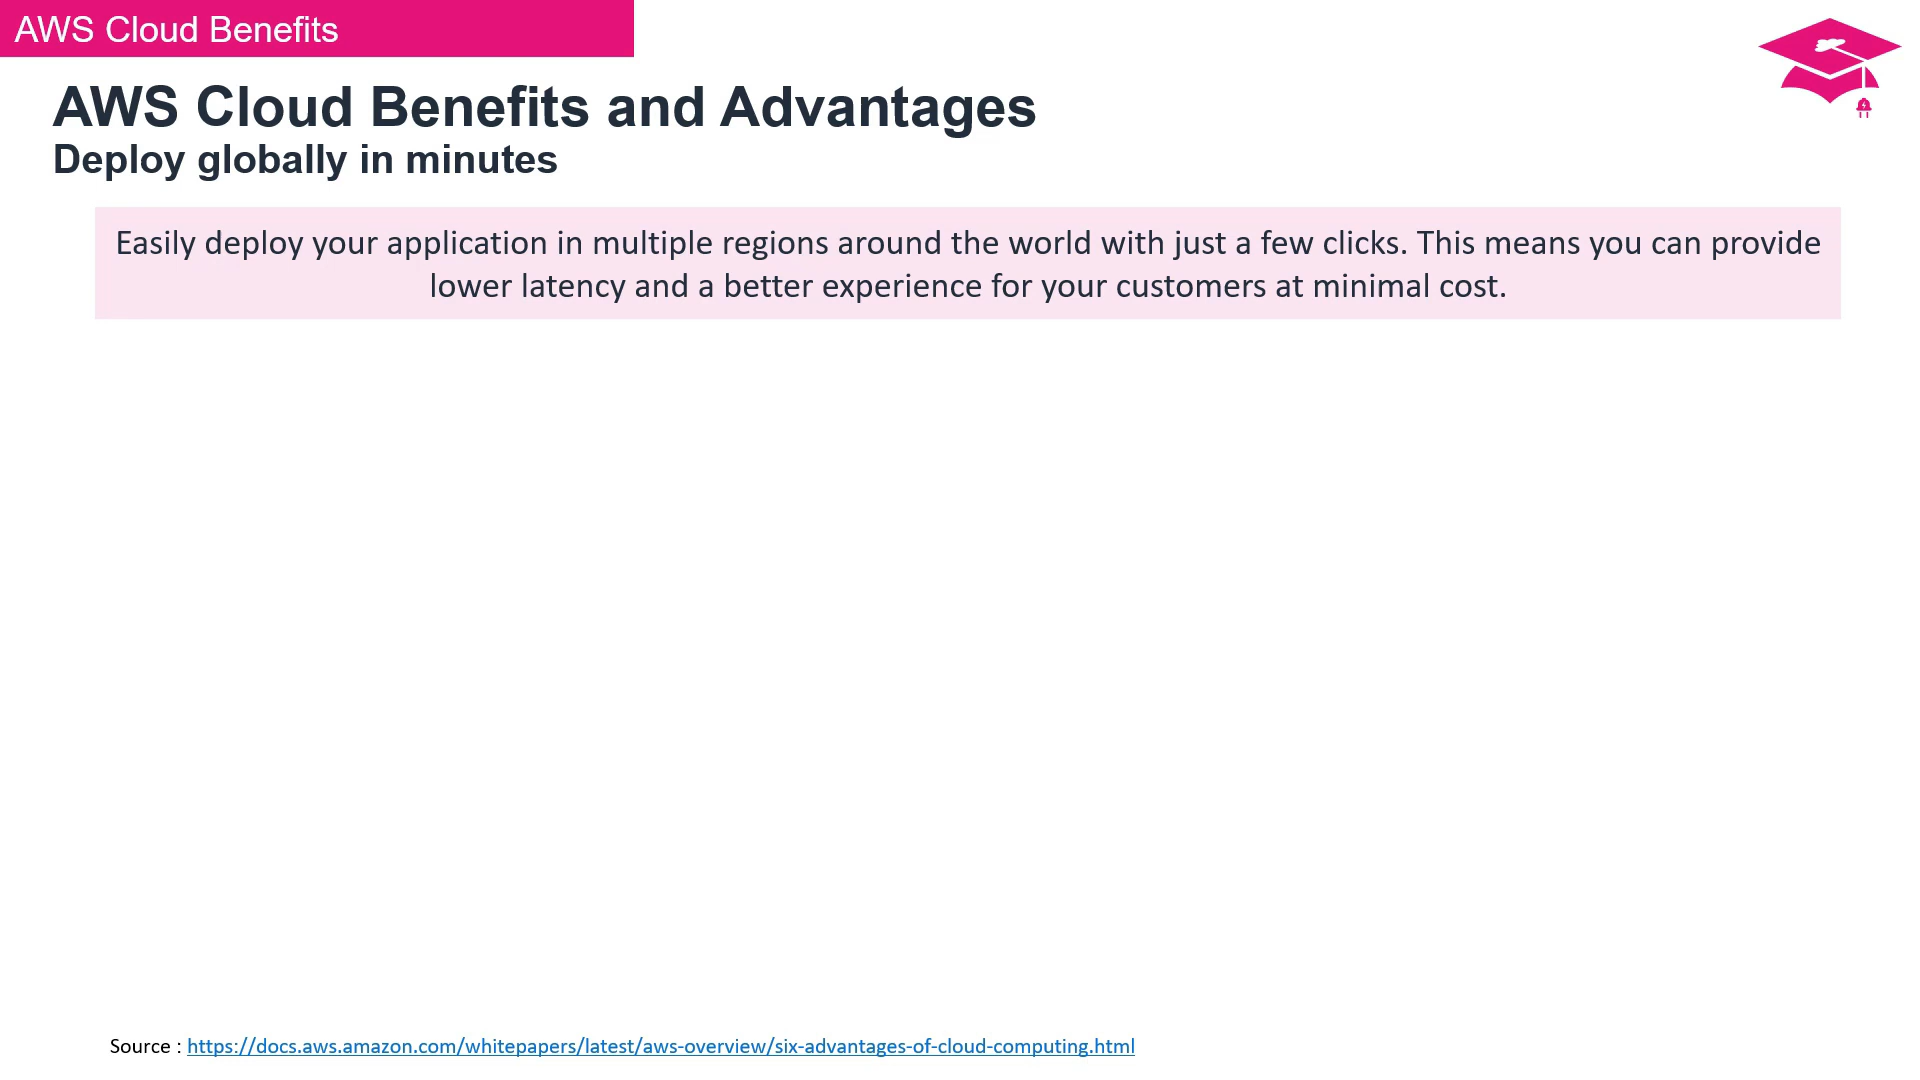 AWS Cloud Benefits
AWS Cloud Benefits and Advantages
Deploy globally in minutes
Easily deploy your application in multiple regions around the world with just a few clicks. This means you can provide
lower latency and a better experience for your customers at minimal cost.
Source : https://docs.aws.amazon.com/whitepapers/latest/aws-overview/six-advantages-of-cloud-computing.html